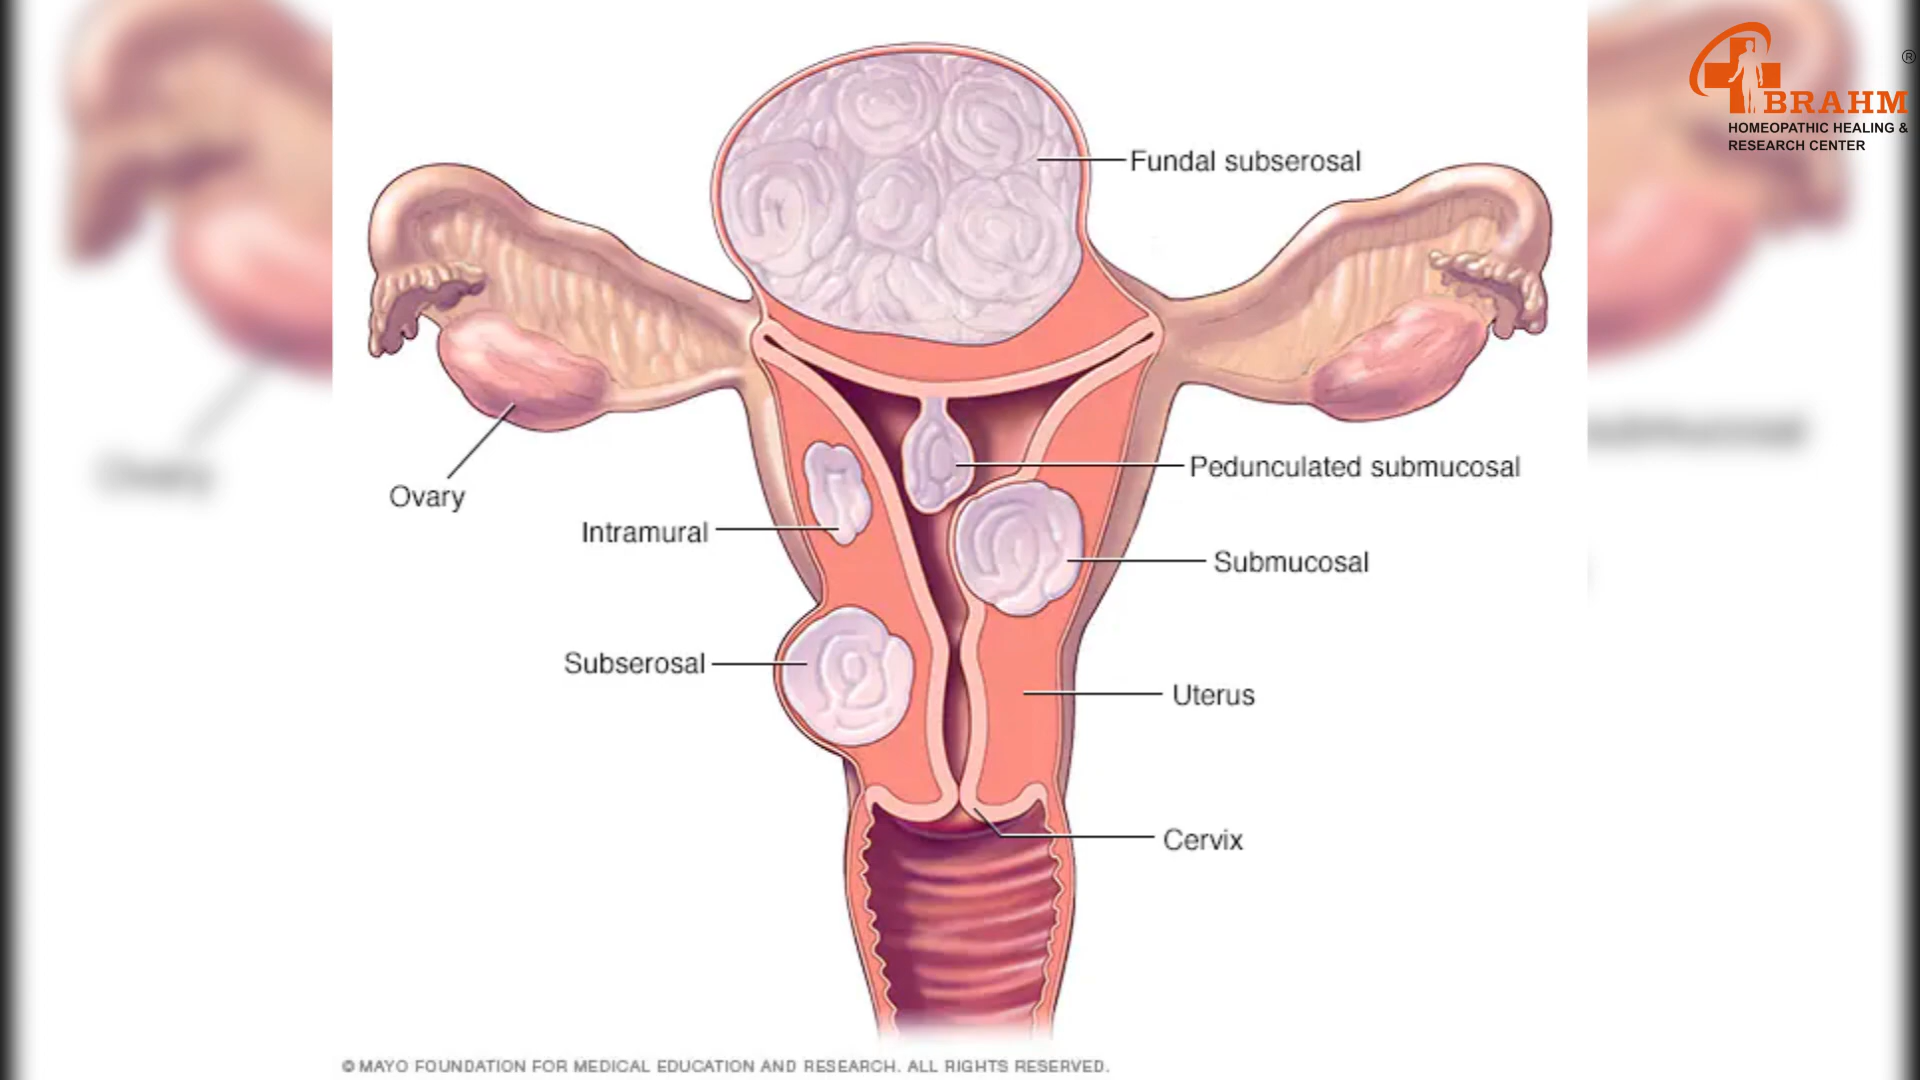 ®
BRAHM
HOMEOPATHIC HEALING &
RESEARCH CENTER
Fundal subserosal
Pedunculated submucosal
Ovary
Intramural
Submucosal
Subserosal
Uterus
Cervix
© MAYO FOUNDATION FOR MEDICAL EDUCATION AND RESEARCH. ALL RIGHTS RESERVED.